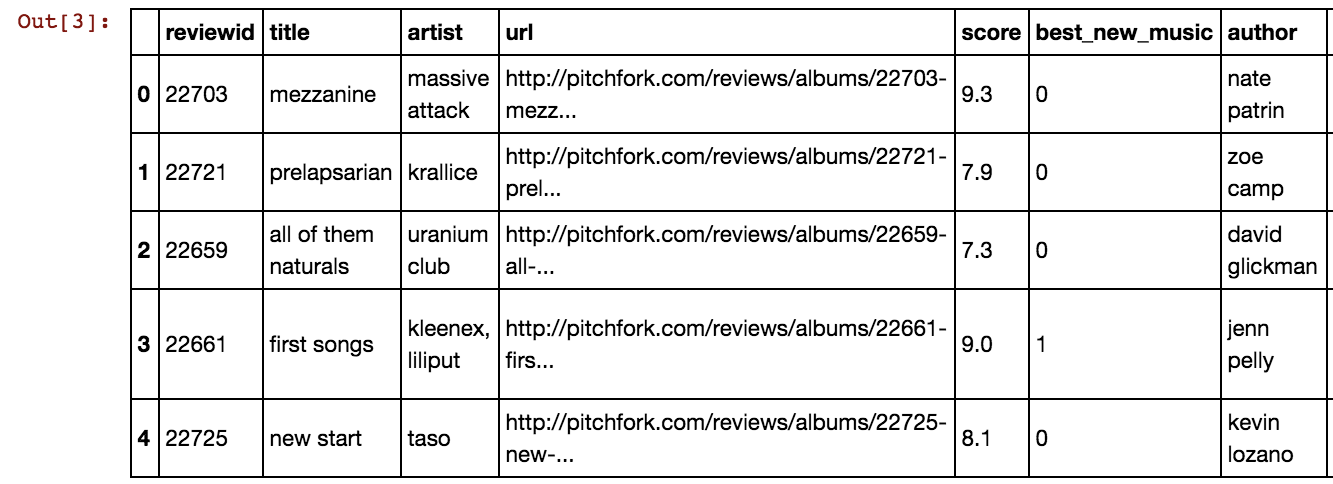 Out[3]:
reviewid title artist url score best_new_music author
0 22703 mezzanine massive attack http://pitchfork.com/reviews/albums/22703-mezz... 9.3 0 nate patrin
1 22721 prelapsarian krallice http://pitchfork.com/reviews/albums/22721-prel... 7.9 0 zoe camp
2 22659 all of them naturals uranium club http://pitchfork.com/reviews/albums/22659-all-... 7.3 0 david glickman
3 22661 first songs kleenex, liliput http://pitchfork.com/reviews/albums/22661-firs... 9.0 1 jenn pelly
4 22725 new start taso http://pitchfork.com/reviews/albums/22725-new-... 8.1 0 kevin lozano